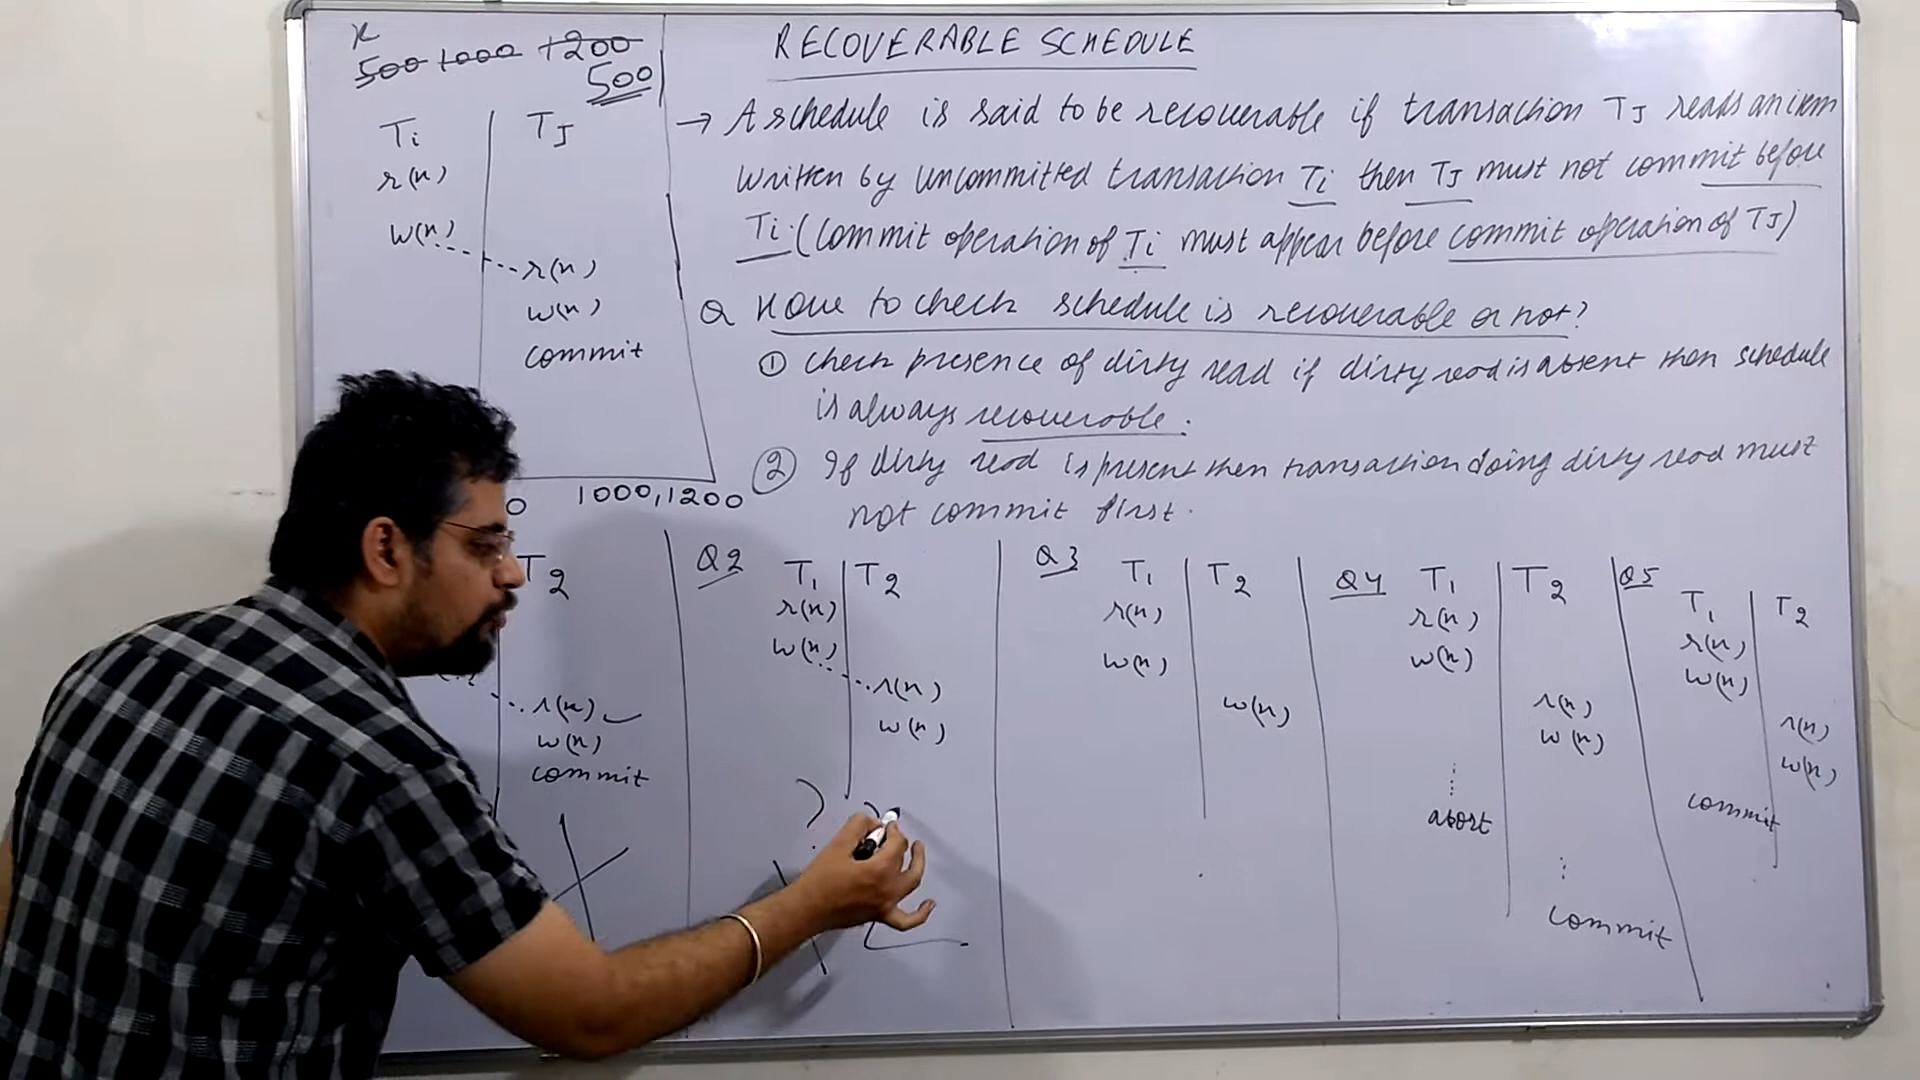 RECOVERABLE SCHEDULE
x
500 1000 1200
500
Ti TJ
r(x)
w(x)
r(x)
w(x)
commit
0 1000,1200
→ A schedule is said to be recoverable if transaction TJ reads an item
written by uncommitted transaction Ti then TJ must not commit before
Ti. (Commit operation of Ti must appear before commit operation of TJ)
Q How to check schedule is recoverable or not?
① Check presence of dirty read if dirty read is absent then schedule
is always recoverable.
② If dirty read is present then transaction doing dirty read must
not commit first.
T2
r(x) ✓
w(x)
commit
Q2 T1 T2
r(x)
w(x)
r(x)
w(x)
?
Q3 T1 T2
r(x)
w(x)
w(x)
Q4 T1 T2
r(x)
w(x)
r(x)
w(x)
abort
commit
Q5
T1 T2
r(x)
w(x)
r(x)
w(x)
commit